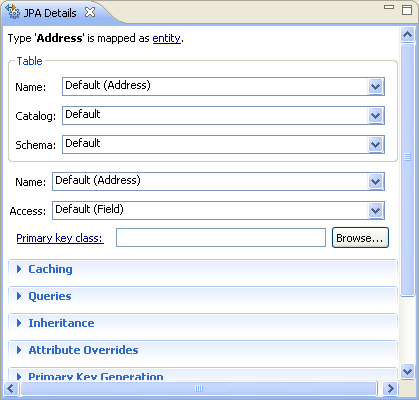 JPA Details
Type 'Address' is mapped as entity.
Table
Name: Default (Address)
Catalog: Default
Schema: Default
Name: Default (Address)
Access: Default (Field)
Primary key class: Browse...
Caching
Queries
Inheritance
Attribute Overrides
Primary Key Generation